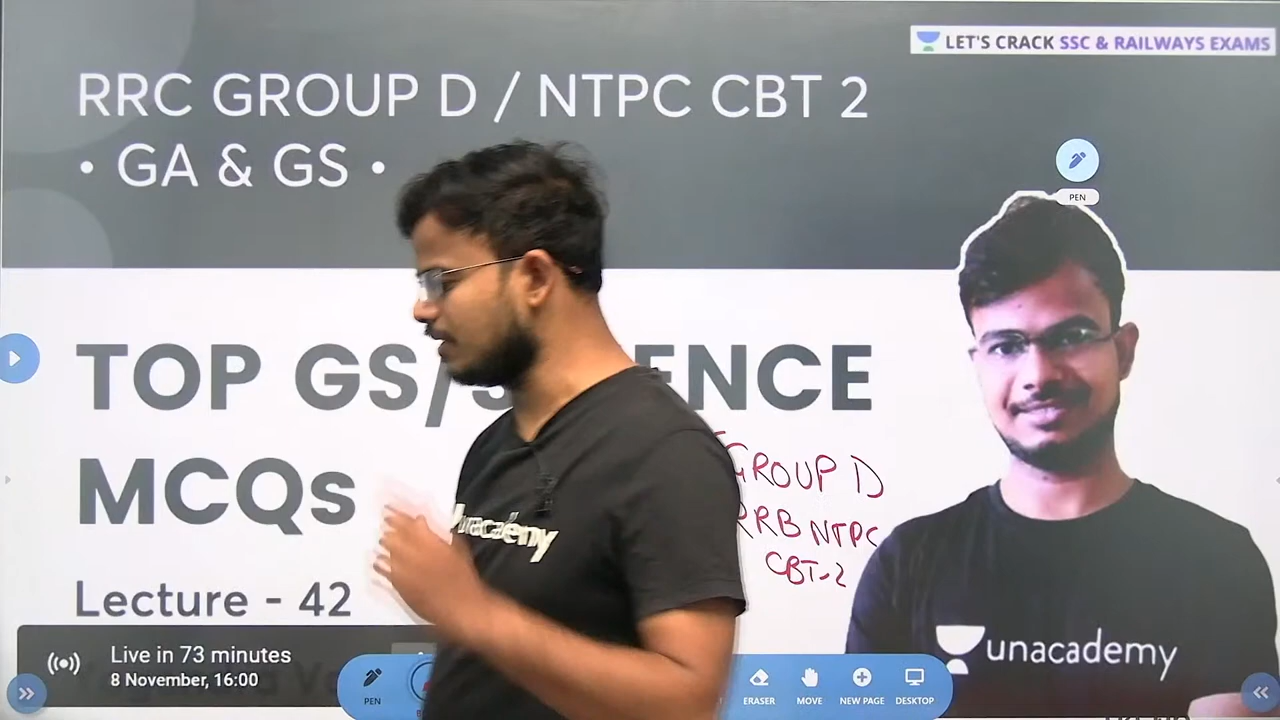 LET'S CRACK SSC & RAILWAYS EXAMS
RRC GROUP D / NTPC CBT 2
• GA & GS •
PEN
TOP GS/S ENCE
MCQs
GROUP D
RRB NTPC
CBT-2
Lecture - 42
unacademy
unacademy
Live in 73 minutes
8 November, 16:00
PEN
ERASER
MOVE
NEW PAGE
DESKTOP